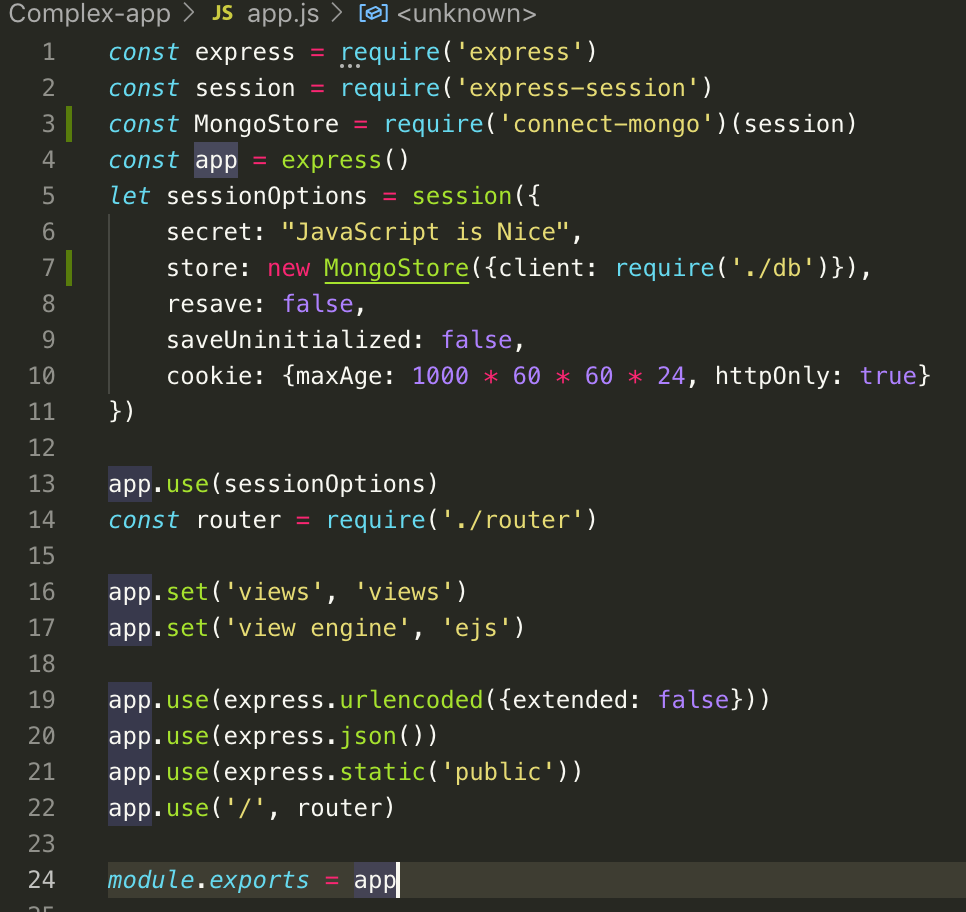 Complex-app > JS app.js > <unknown>
1 const express = require('express')
2 const session = require('express-session')
3 const MongoStore = require('connect-mongo')(session)
4 const app = express()
5 let sessionOptions = session({
6     secret: "JavaScript is Nice",
7     store: new MongoStore({client: require('./db')}),
8     resave: false,
9     saveUninitialized: false,
10     cookie: {maxAge: 1000 * 60 * 60 * 24, httpOnly: true}
11 })
12
13 app.use(sessionOptions)
14 const router = require('./router')
15
16 app.set('views', 'views')
17 app.set('view engine', 'ejs')
18
19 app.use(express.urlencoded({extended: false}))
20 app.use(express.json())
21 app.use(express.static('public'))
22 app.use('/', router)
23
24 module.exports = app
25